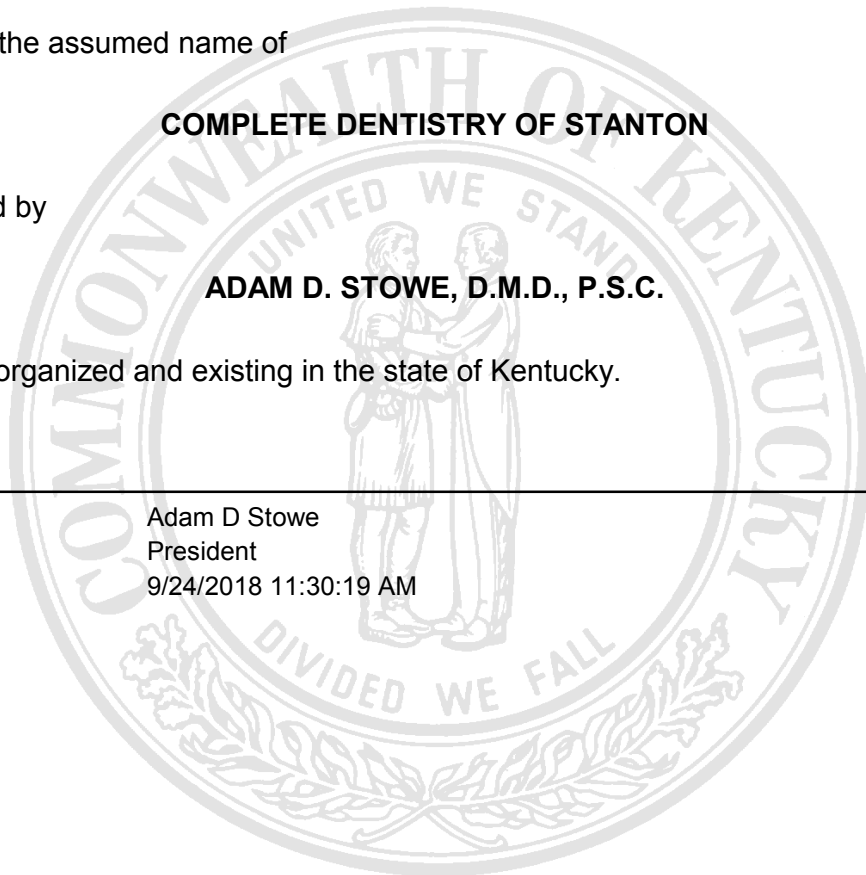 the assumed name of
COMPLETE DENTISTRY OF STANTON
d by
ADAM D. STOWE, D.M.D., P.S.C.
organized and existing in the state of Kentucky.
Adam D Stowe
President
9/24/2018 11:30:19 AM
COMMONWEALTH OF KENTUCKY
UNITED WE STAND
DIVIDED WE FALL